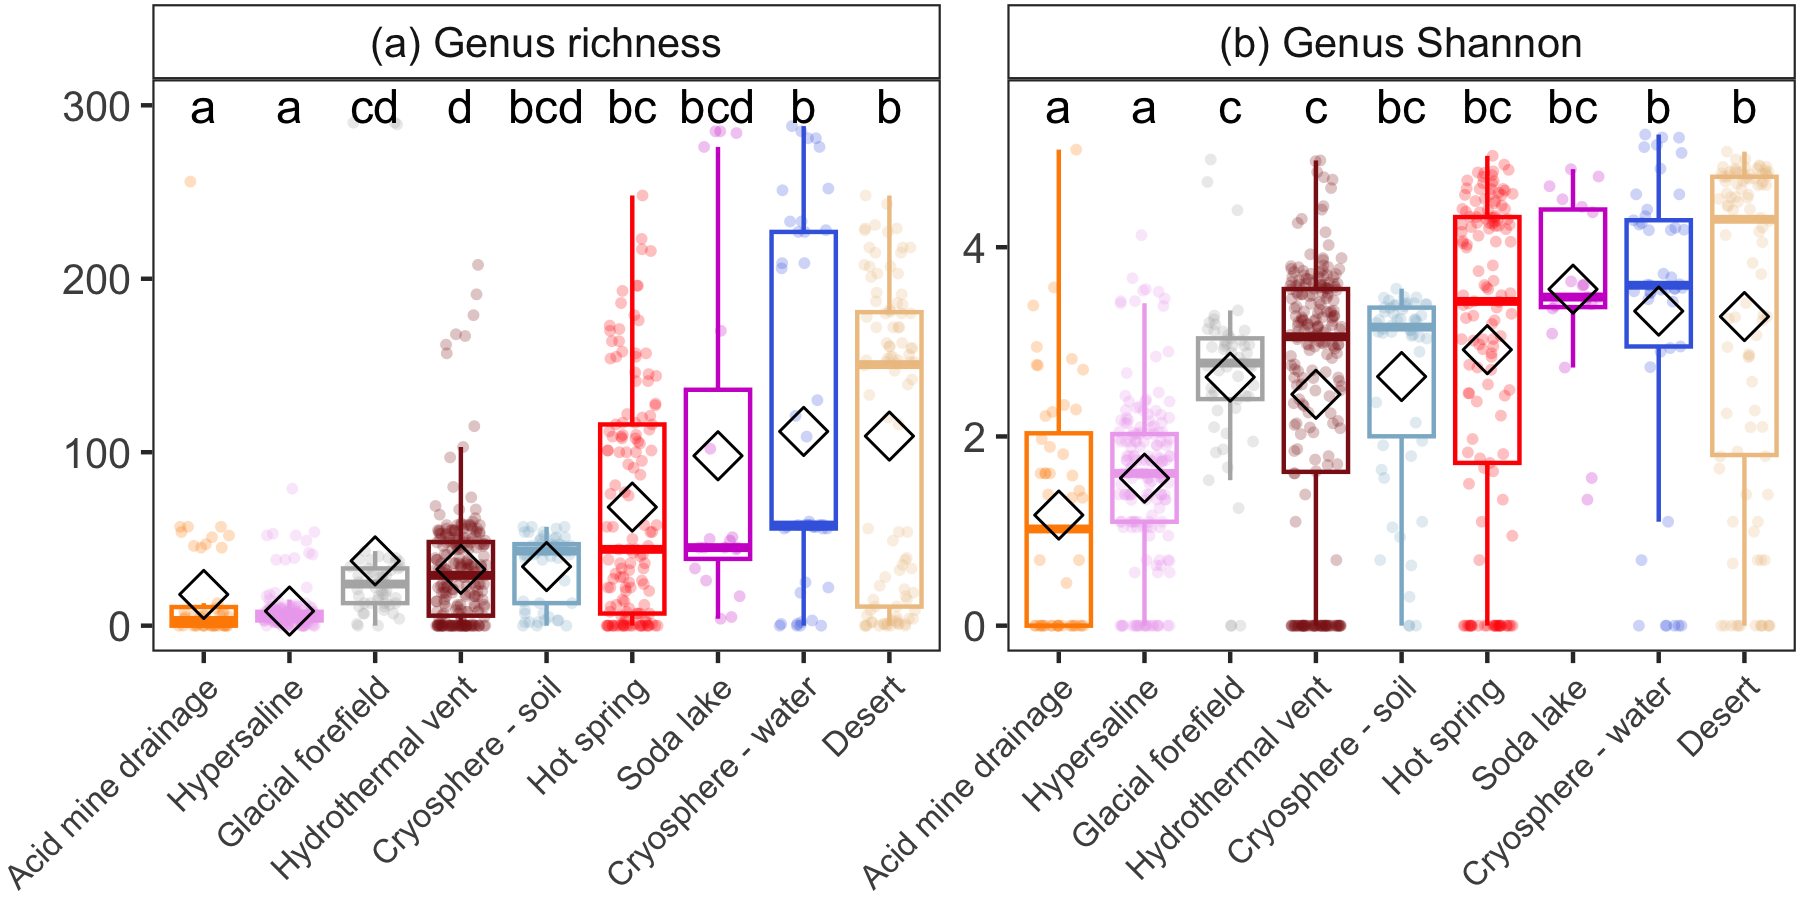 (a) Genus richness
300
200
100
0
a a cd d bcd bc bcd b b
Acid mine drainage
Hypersaline
Glacial forefield
Hydrothermal vent
Cryosphere - soil
Hot spring
Soda lake
Cryosphere - water
Desert
(b) Genus Shannon
4
2
0
a a c c bc bc bc b b
Acid mine drainage
Hypersaline
Glacial forefield
Hydrothermal vent
Cryosphere - soil
Hot spring
Soda lake
Cryosphere - water
Desert